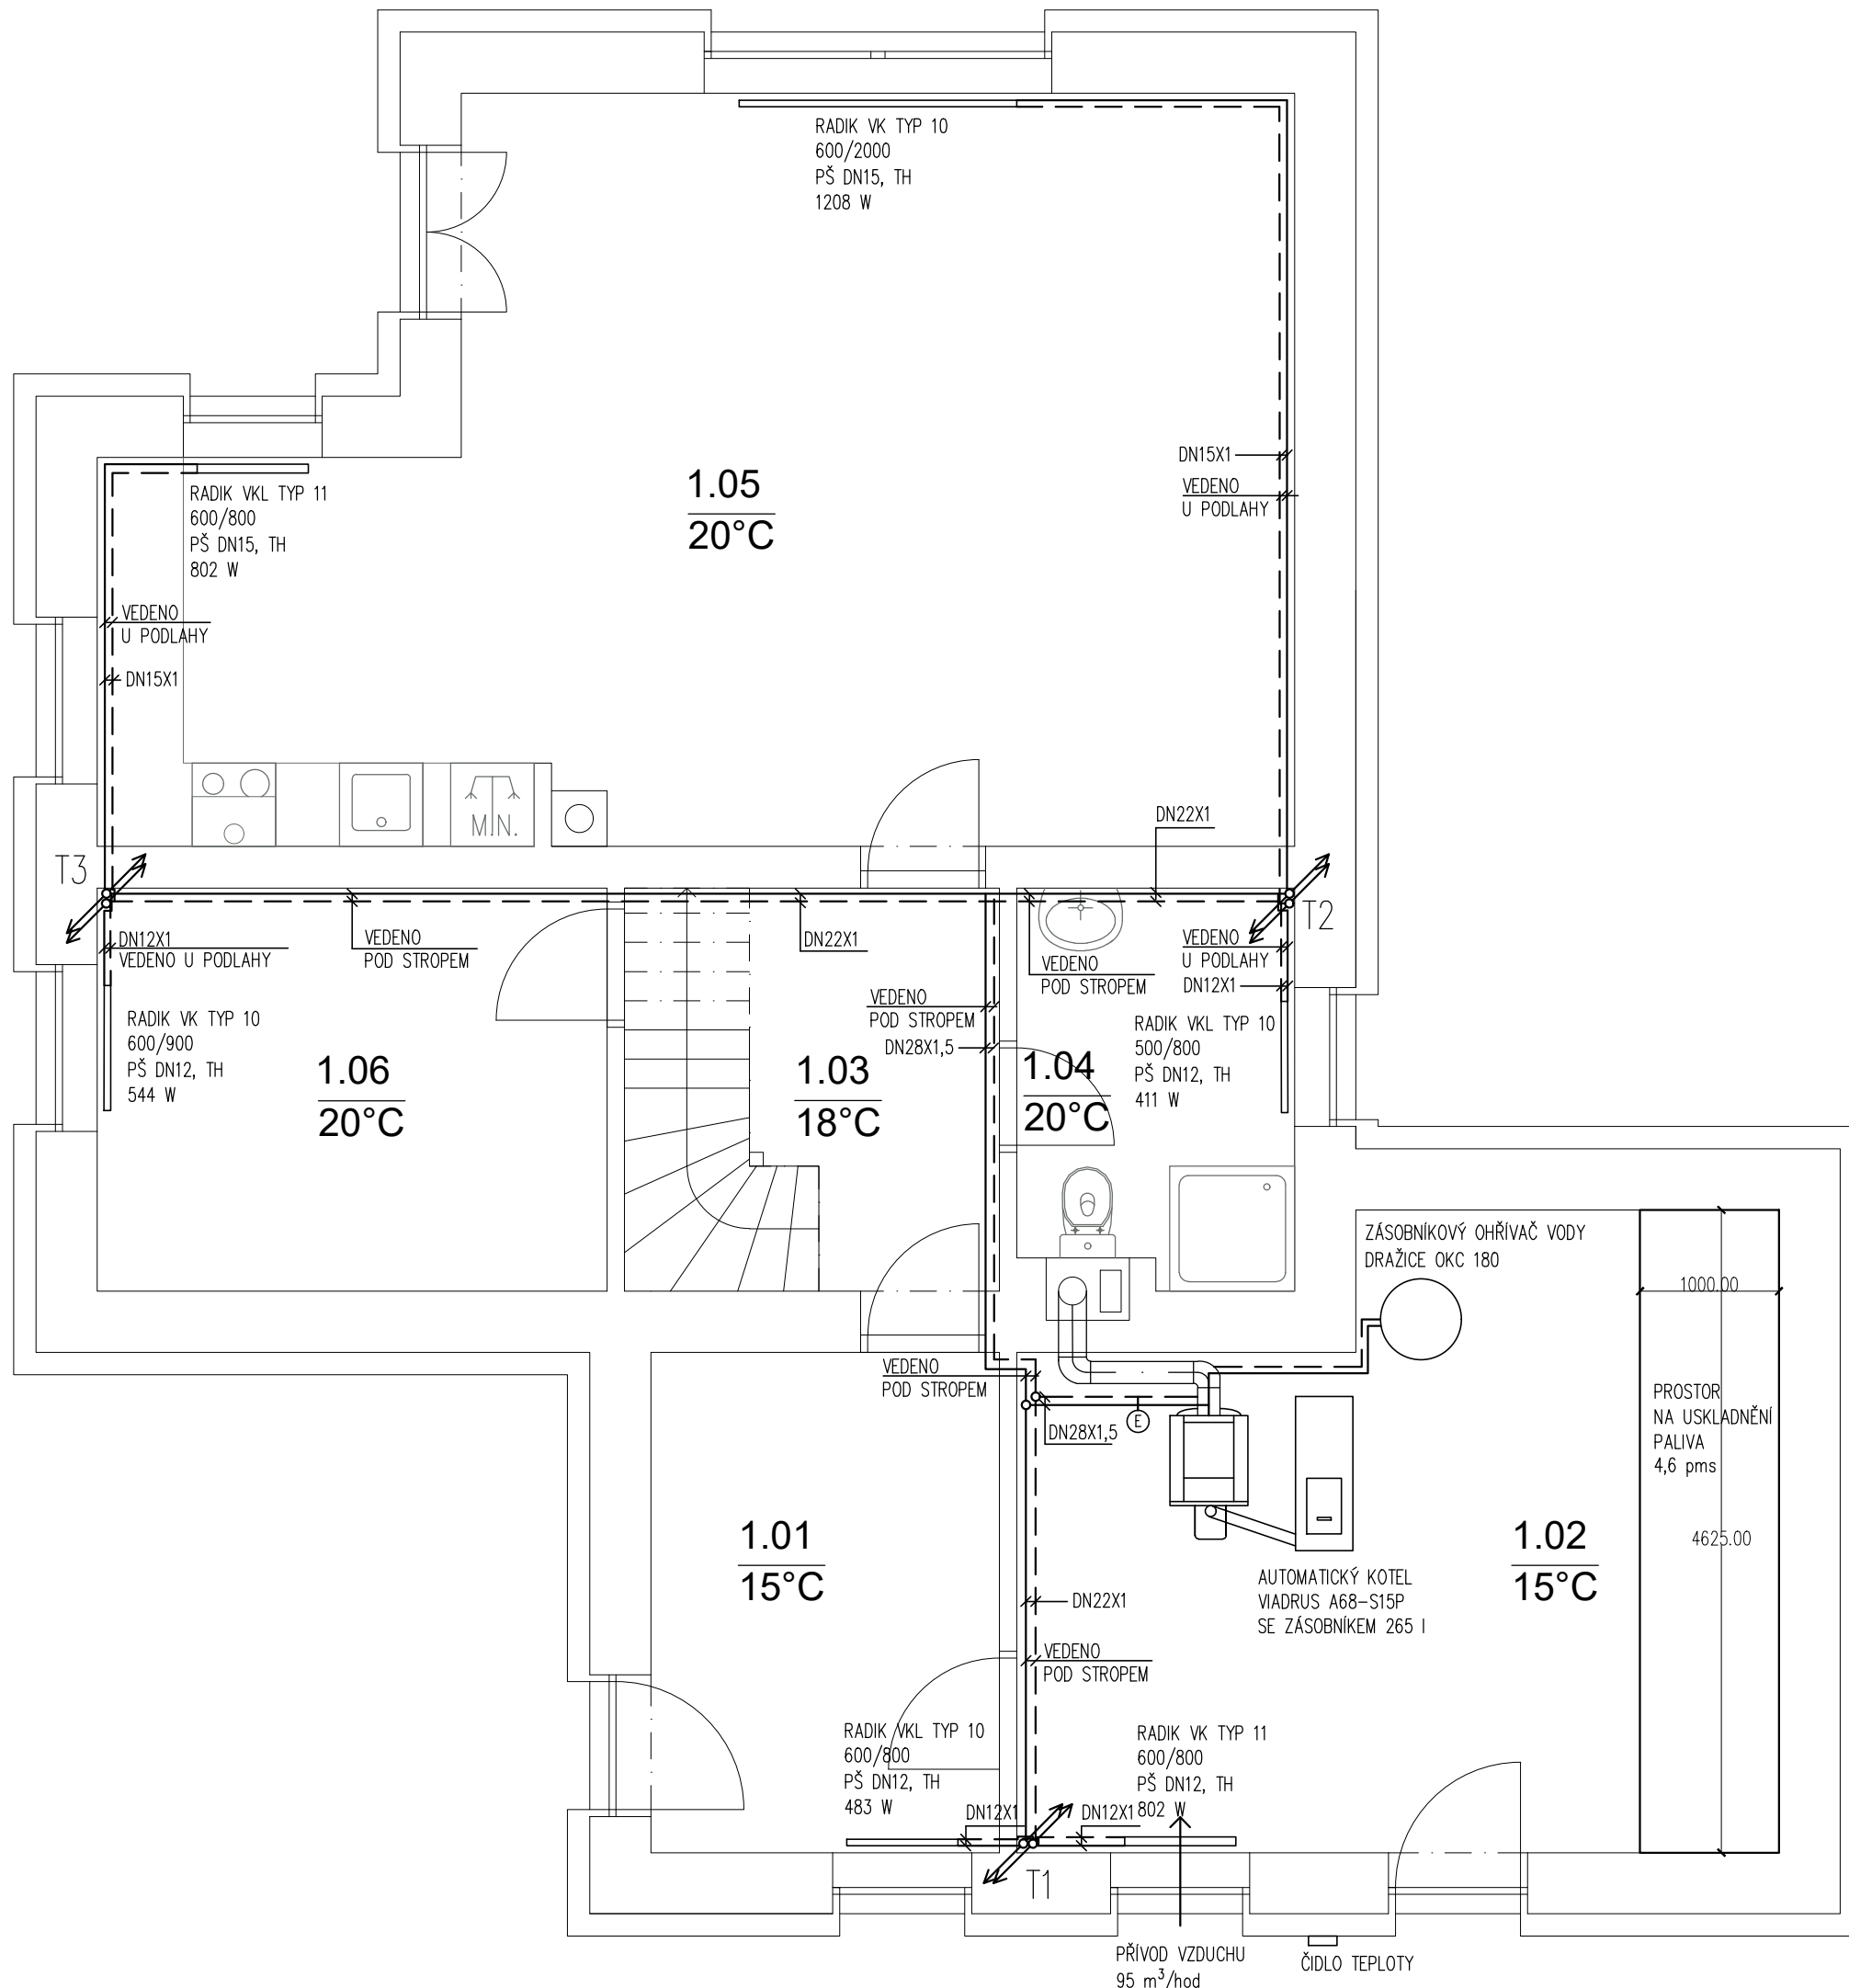 RADIK VK TYP 10
600/2000
PŠ DN15, TH
1208 W
DN15X1
VEDENO
U PODLAHY
1.05
20°C
RADIK VKL TYP 11
600/800
PŠ DN15, TH
802 W
VEDENO
U PODLAHY
DN15X1
M.N.
DN22X1
T3
T2
DN12X1
VEDENO U PODLAHY
VEDENO
POD STROPEM
DN22X1
VEDENO
POD STROPEM
VEDENO
U PODLAHY
DN12X1
VEDENO
POD STROPEM
DN28X1,5
RADIK VK TYP 10
600/900
PŠ DN12, TH
544 W
1.06
20°C
1.03
18°C
1.04
20°C
RADIK VKL TYP 10
500/800
PŠ DN12, TH
411 W
ZÁSOBNÍKOVÝ OHŘÍVAČ VODY
DRAŽICE OKC 180
1000.00
VEDENO
POD STROPEM
DN28X1,5
E
PROSTOR
NA USKLADNĚNÍ
PALIVA
4,6 pms
4625.00
1.01
15°C
1.02
15°C
AUTOMATICKÝ KOTEL
VIADRUS A68-S15P
SE ZÁSOBNÍKEM 265 l
DN22X1
VEDENO
POD STROPEM
RADIK VKL TYP 10
600/800
PŠ DN12, TH
483 W
RADIK VK TYP 11
600/800
PŠ DN12, TH
802 W
DN12X1
DN12X1
T1
PŘÍVOD VZDUCHU
95 m³/hod
ČIDLO TEPLOTY